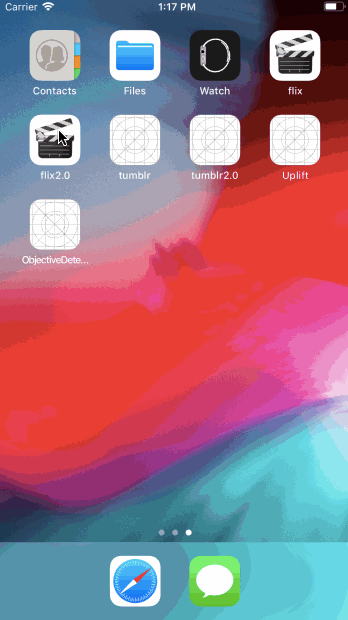 Carrier 1:17 PM
Contacts Files Watch flix
flix2.0 tumblr tumblr2.0 Uplift
ObjectiveDete...